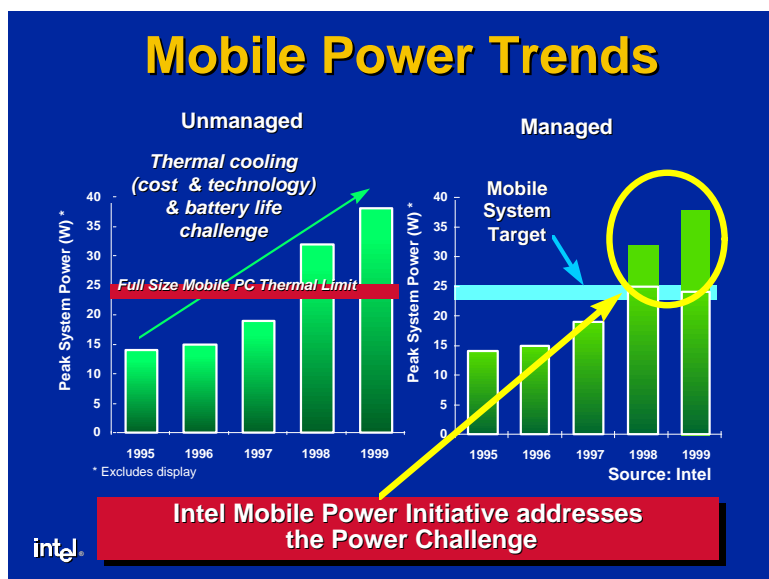 Mobile Power Trends
Unmanaged
Thermal cooling
(cost & technology)
& battery life
challenge
Peak System Power (W) *
40
35
30
25
20
15
10
5
0
Full Size Mobile PC Thermal Limit
1995 1996 1997 1998 1999
* Excludes display
Managed
Mobile
System
Target
Peak System Power (W) *
40
35
30
25
20
15
10
5
0
1995 1996 1997 1998 1999
Source: Intel
Intel Mobile Power Initiative addresses
the Power Challenge
intel®